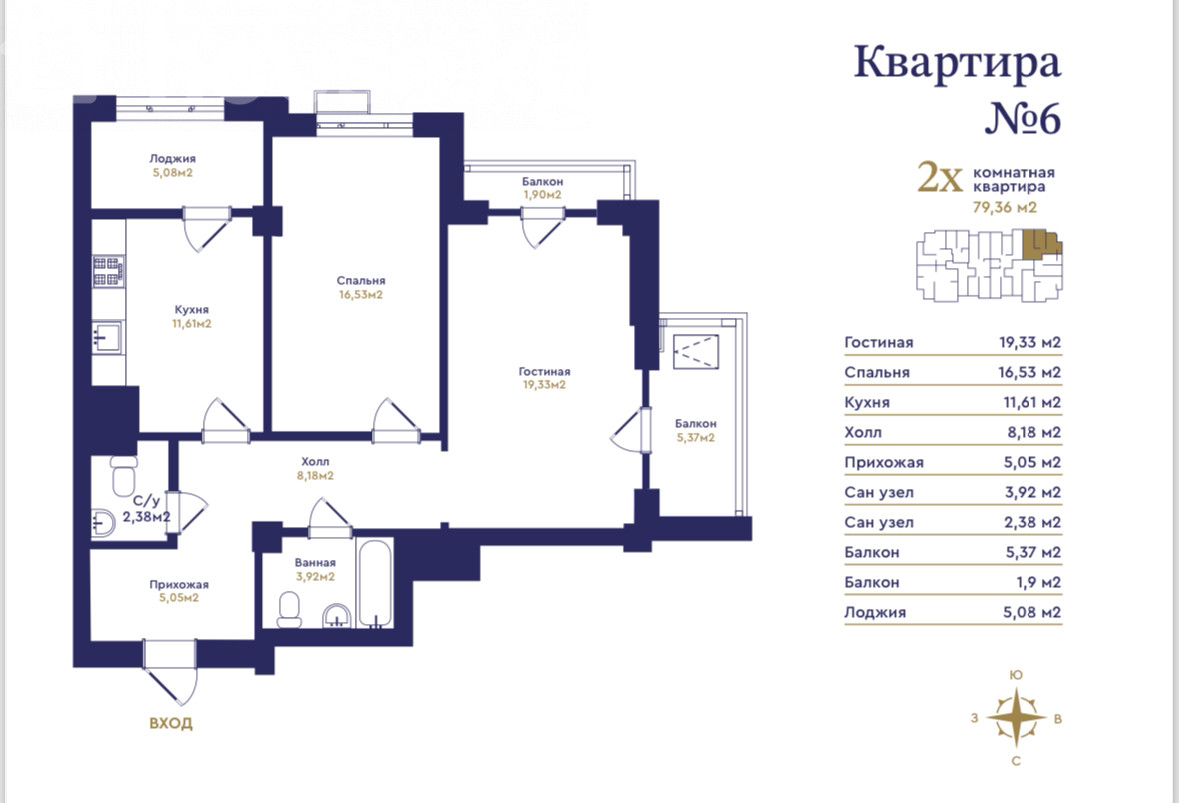 Квартира
№6
2х комнатная
квартира
79,36 м2
Лоджия
5,08м2
Балкон
1,90м2
Спальня
16,53м2
Кухня
11,61м2
Гостиная
19,33м2
Балкон
5,37м2
Холл
8,18м2
С/у
2,38м2
Ванная
3,92м2
Прихожая
5,05м2
ВХОД
Гостиная 19,33 м2
Спальня 16,53 м2
Кухня 11,61 м2
Холл 8,18 м2
Прихожая 5,05 м2
Сан узел 3,92 м2
Сан узел 2,38 м2
Балкон 5,37 м2
Балкон 1,9 м2
Лоджия 5,08 м2
Ю
З В
С